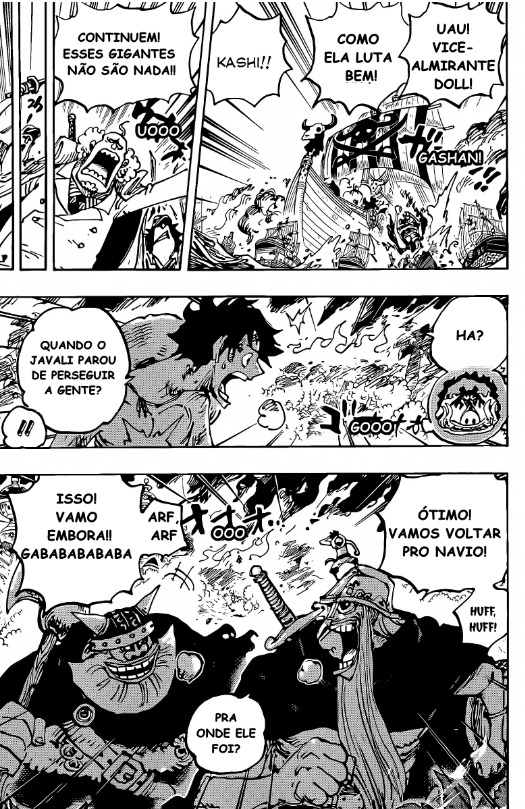 UAU!
VICE-
ALMIRANTE
DOLL!
COMO
ELA LUTA
BEM!
KASHI!!
GASHAN!
CONTINUEM!
ESSES GIGANTES
NÃO SÃO NADA!!
UOOO
HA?
QUANDO O
JAVALI PAROU
DE PERSEGUIR
A GENTE?
!!
GOOO
ÓTIMO!
VAMOS VOLTAR
PRO NAVIO!
HUFF,
HUFF!
OOO
ARF,
ARF
ISSO!
VAMO
EMBORA!!
GABABABABABA
PRA
ONDE ELE
FOI?